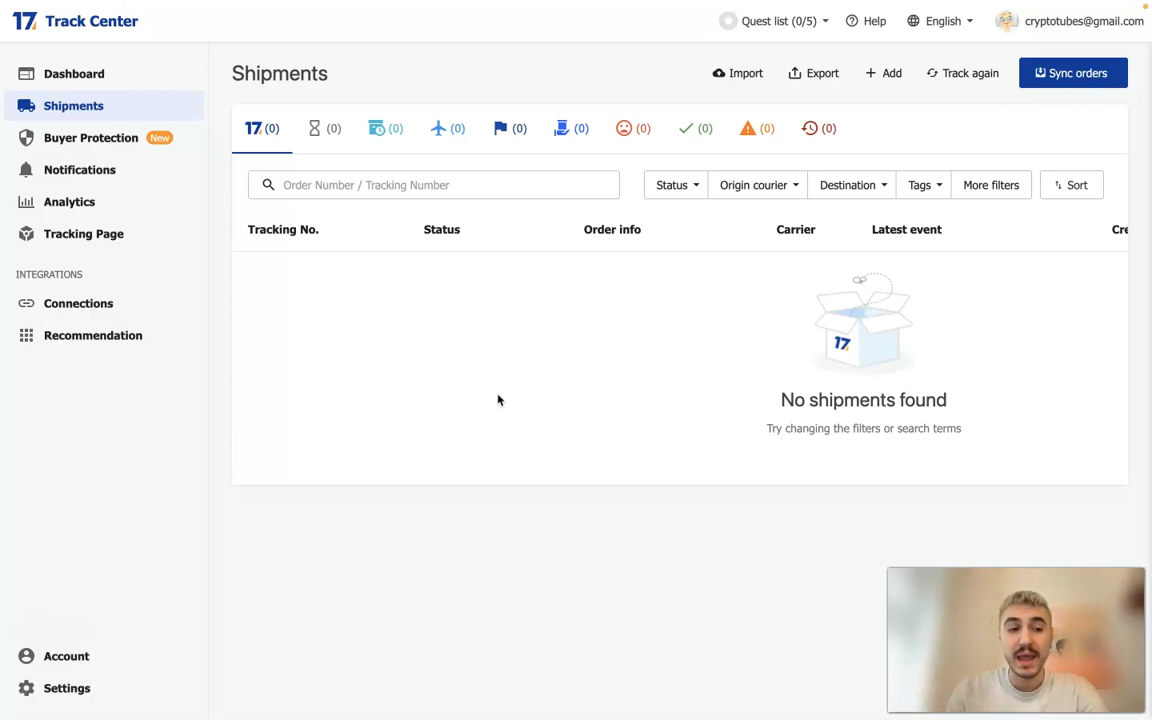 17 Track Center
Quest list (0/5)
Help
English
cryptotubes@gmail.com
Dashboard
Shipments
Buyer Protection New
Notifications
Analytics
Tracking Page
INTEGRATIONS
Connections
Recommendation
Account
Settings
Shipments
Import
Export
Add
Track again
Sync orders
17 (0)
(0)
(0)
(0)
(0)
(0)
(0)
(0)
(0)
(0)
Order Number / Tracking Number
Status
Origin courier
Destination
Tags
More filters
Sort
Tracking No.
Status
Order info
Carrier
Latest event
Cre
17
No shipments found
Try changing the filters or search terms